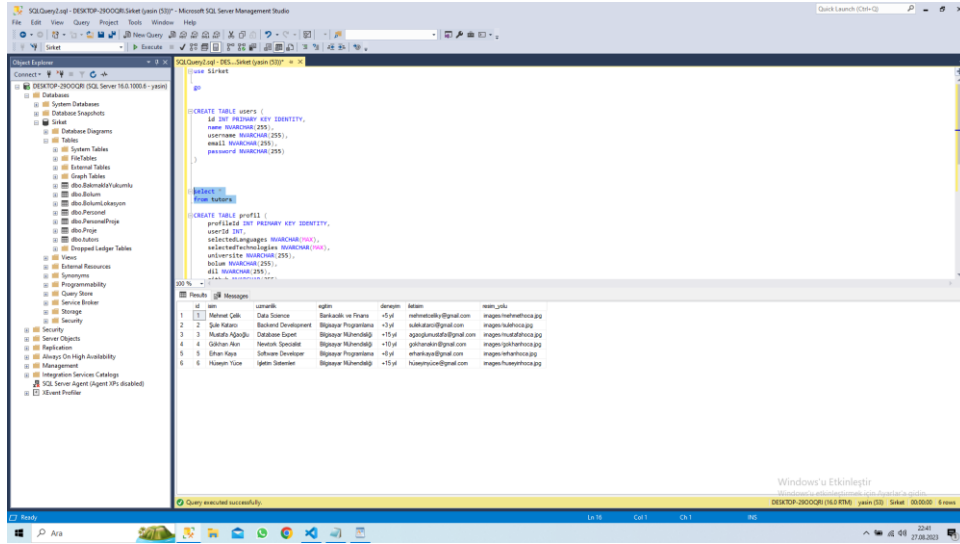 SQLQuery2.sql - DESKTOP-29OOQRI.Sirket (yasin (53))* - Microsoft SQL Server Management Studio
Quick Launch (Ctrl+Q)
File Edit View Query Project Tools Window Help
New Query
Sirket
Execute
Object Explorer
SQLQuery2.sql - DES....Sirket (yasin (53))*
Connect
DESKTOP-29OOQRI (SQL Server 16.0.1000.6 - yasin)
Databases
System Databases
Database Snapshots
Sirket
Database Diagrams
Tables
System Tables
FileTables
External Tables
Graph Tables
dbo.BakmaklaYukumlu
dbo.Bolum
dbo.BolumLokasyon
dbo.Personel
dbo.PersonelProje
dbo.Proje
dbo.tutors
Dropped Ledger Tables
Views
External Resources
Synonyms
Programmability
Query Store
Service Broker
Storage
Security
Security
Server Objects
Replication
Always On High Availability
Management
Integration Services Catalogs
SQL Server Agent (Agent XPs disabled)
XEvent Profiler
use Sirket
go
CREATE TABLE users (
id INT PRIMARY KEY IDENTITY,
name NVARCHAR(255),
username NVARCHAR(255),
email NVARCHAR(255),
password NVARCHAR(255)
)
select *
from tutors
CREATE TABLE profil (
profileId INT PRIMARY KEY IDENTITY,
userId INT,
selectedLanguages NVARCHAR(MAX),
selectedTechnologies NVARCHAR(MAX),
universite NVARCHAR(255),
bolum NVARCHAR(255),
dil NVARCHAR(255),
100 %
Results Messages
id isim uzmanlik egitim deneyim iletisim resim_yolu
1 1 Mehmet Çelik Data Science Bankacılık ve Finans +5 yıl mehmetceliky@gmail.com images/mehmethoca.jpg
2 2 Şule Katarcı Backend Development Bilgisayar Programlama +3 yıl sulekatarci@gmail.com images/sulehoca.jpg
3 3 Mustafa Ağaoğlu Database Expert Bilgisayar Mühendisliği +15 yıl agaoglumustafa@gmail.com images/mustafahoca.jpg
4 4 Gökhan Akın Newtork Specialist Bilgisayar Mühendisliği +10 yıl gokhanakin@gmail.com images/gokhanhoca.jpg
5 5 Erhan Kaya Software Developer Bilgisayar Programlama +8 yıl erhankaya@gmail.com images/erhanhoca.jpg
6 6 Hüseyin Yüce İşletim Sistemleri Bilgisayar Mühendisliği +15 yıl hüseyinyüce@gmail.com images/huseyinhoca.jpg
Windows'u Etkinleştir
Windows'u etkinleştirmek için Ayarlar'a gidin.
Query executed successfully.
DESKTOP-29OOQRI (16.0 RTM) yasin (53) Sirket 00:00:00 6 rows
Ready
Ln 16 Col 1 Ch 1 INS
Ara
22:41
27.08.2023